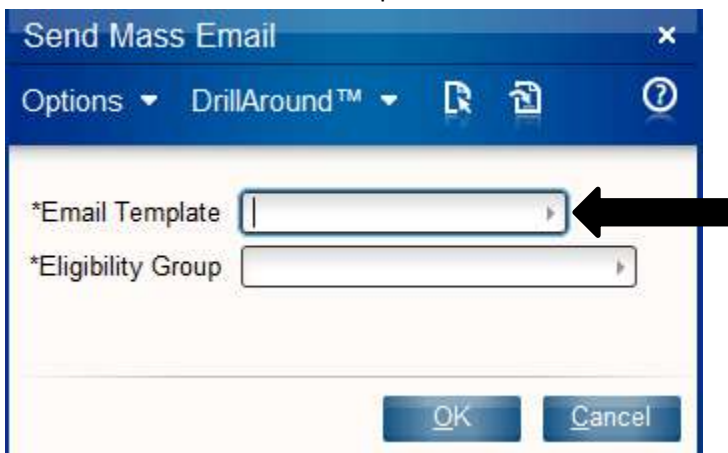 Send Mass Email
Options DrillAround™
*Email Template
*Eligibility Group
OK Cancel